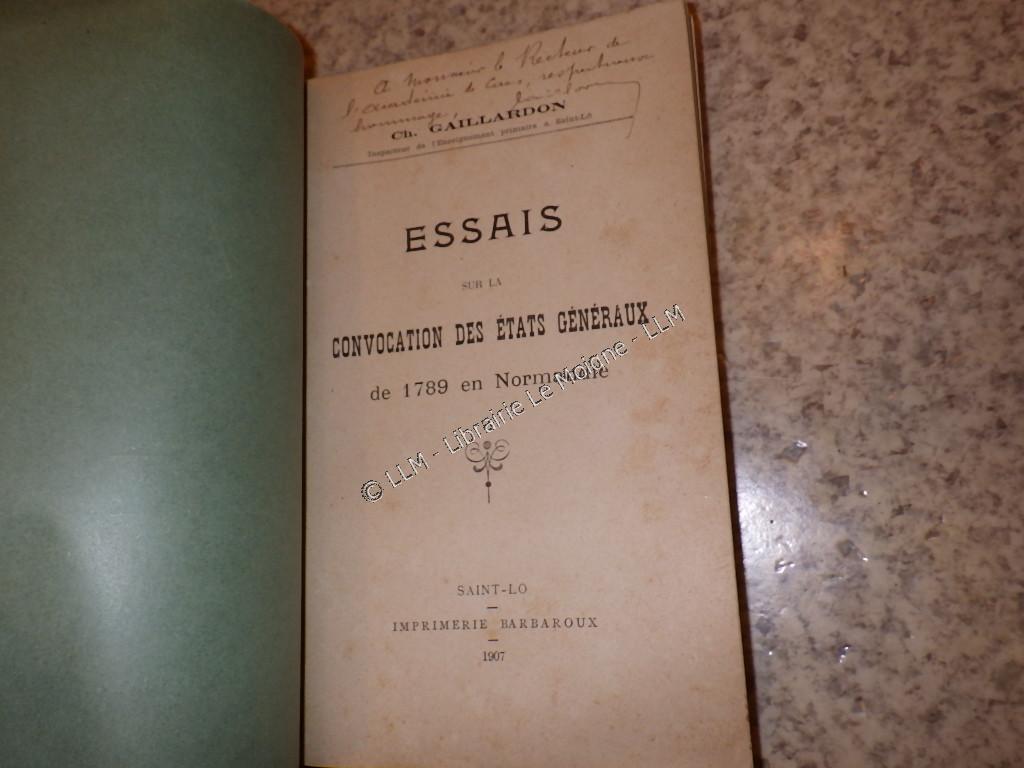 A Monsieur le Recteur de
l'académie de Caen, respectueux
hommage,
Ch. GAILLARDON
Inspecteur de l'Enseignement primaire à Saint-Lô
ESSAIS
SUR LA
CONVOCATION DES ÉTATS GÉNÉRAUX
de 1789 en Normandie
© LLM - Librairie Le Moigne - LLM
SAINT-LO
IMPRIMERIE BARBAROUX
1907